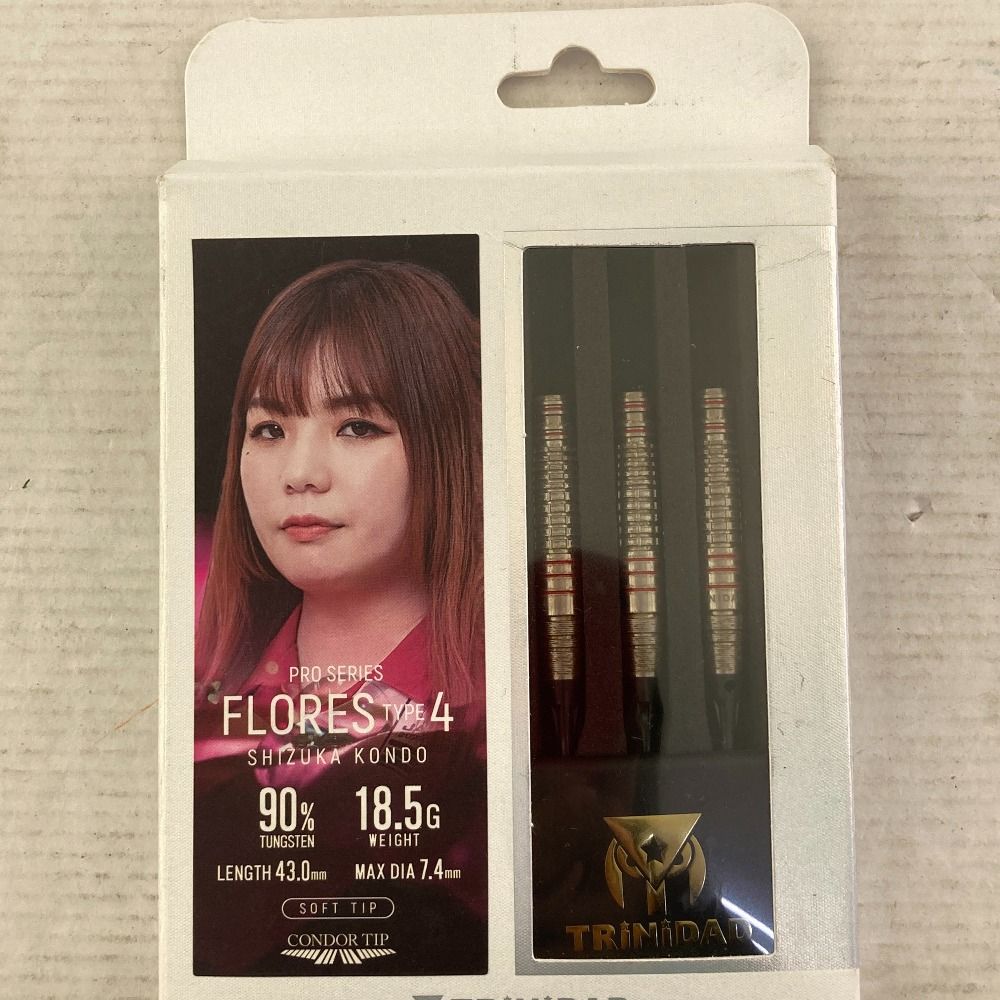 PRO SERIES
FLORES TYPE 4
SHIZUKA KONDO
90% 18.5G
TUNGSTEN WEIGHT
LENGTH 43.0mm MAX DIA 7.4mm
SOFT TIP
CONDOR TIP
TRiNiDAD
TRiNiDAD